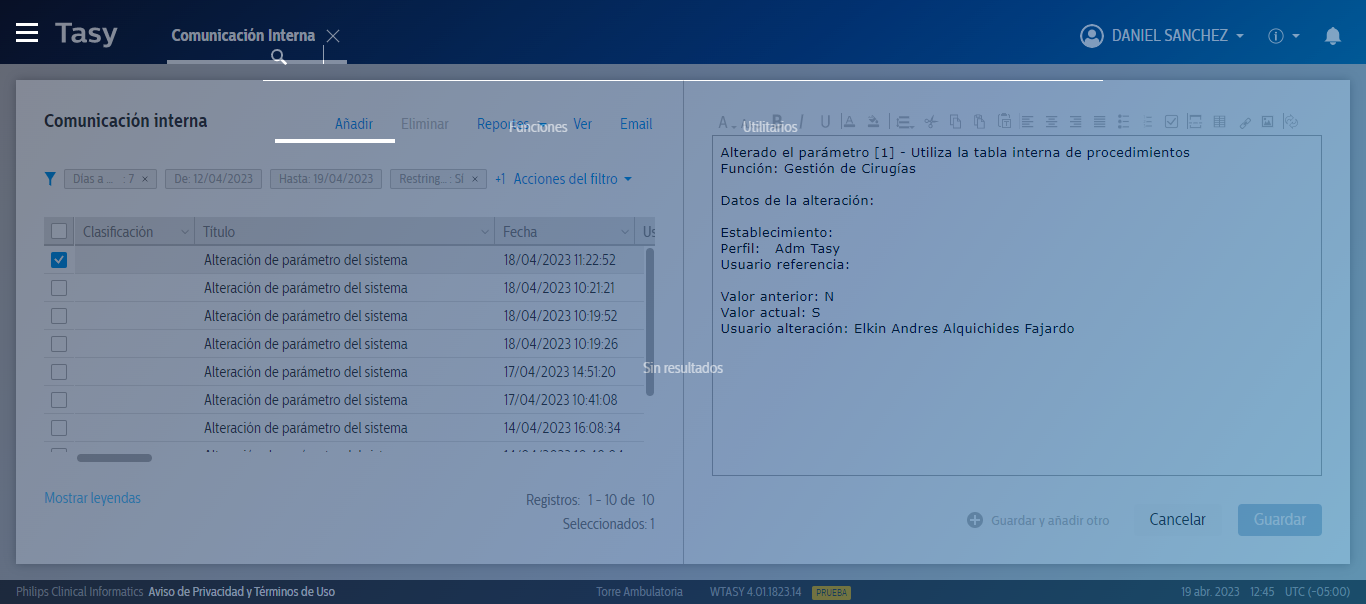 Tasy
Comunicación Interna
DANIEL SANCHEZ
Comunicación interna
Añadir
Eliminar
Reportes
Ver
Email
Funciones
Utilitarios
Días a ... : 7 ×
De: 12/04/2023
Hasta: 19/04/2023
Restring... : Sí ×
+1 Acciones del filtro
Clasificación
Título
Fecha
Us
Alteración de parámetro del sistema 18/04/2023 11:22:52
Alteración de parámetro del sistema 18/04/2023 10:21:21
Alteración de parámetro del sistema 18/04/2023 10:19:52
Alteración de parámetro del sistema 18/04/2023 10:19:26
Alteración de parámetro del sistema 17/04/2023 14:51:20
Alteración de parámetro del sistema 17/04/2023 10:41:08
Alteración de parámetro del sistema 14/04/2023 16:08:34
Mostrar leyendas
Registros: 1 - 10 de 10
Seleccionados: 1
Sin resultados
Alterado el parámetro [1] - Utiliza la tabla interna de procedimientos
Función: Gestión de Cirugías
Datos de la alteración:
Establecimiento:
Perfil: Adm Tasy
Usuario referencia:
Valor anterior: N
Valor actual: S
Usuario alteración: Elkin Andres Alquichides Fajardo
Guardar y añadir otro
Cancelar
Guardar
Philips Clinical Informatics Aviso de Privacidad y Términos de Uso
Torre Ambulatoria
WTASY 4.01.1823.14
PRUEBA
19 abr. 2023 12:45 UTC (-05:00)